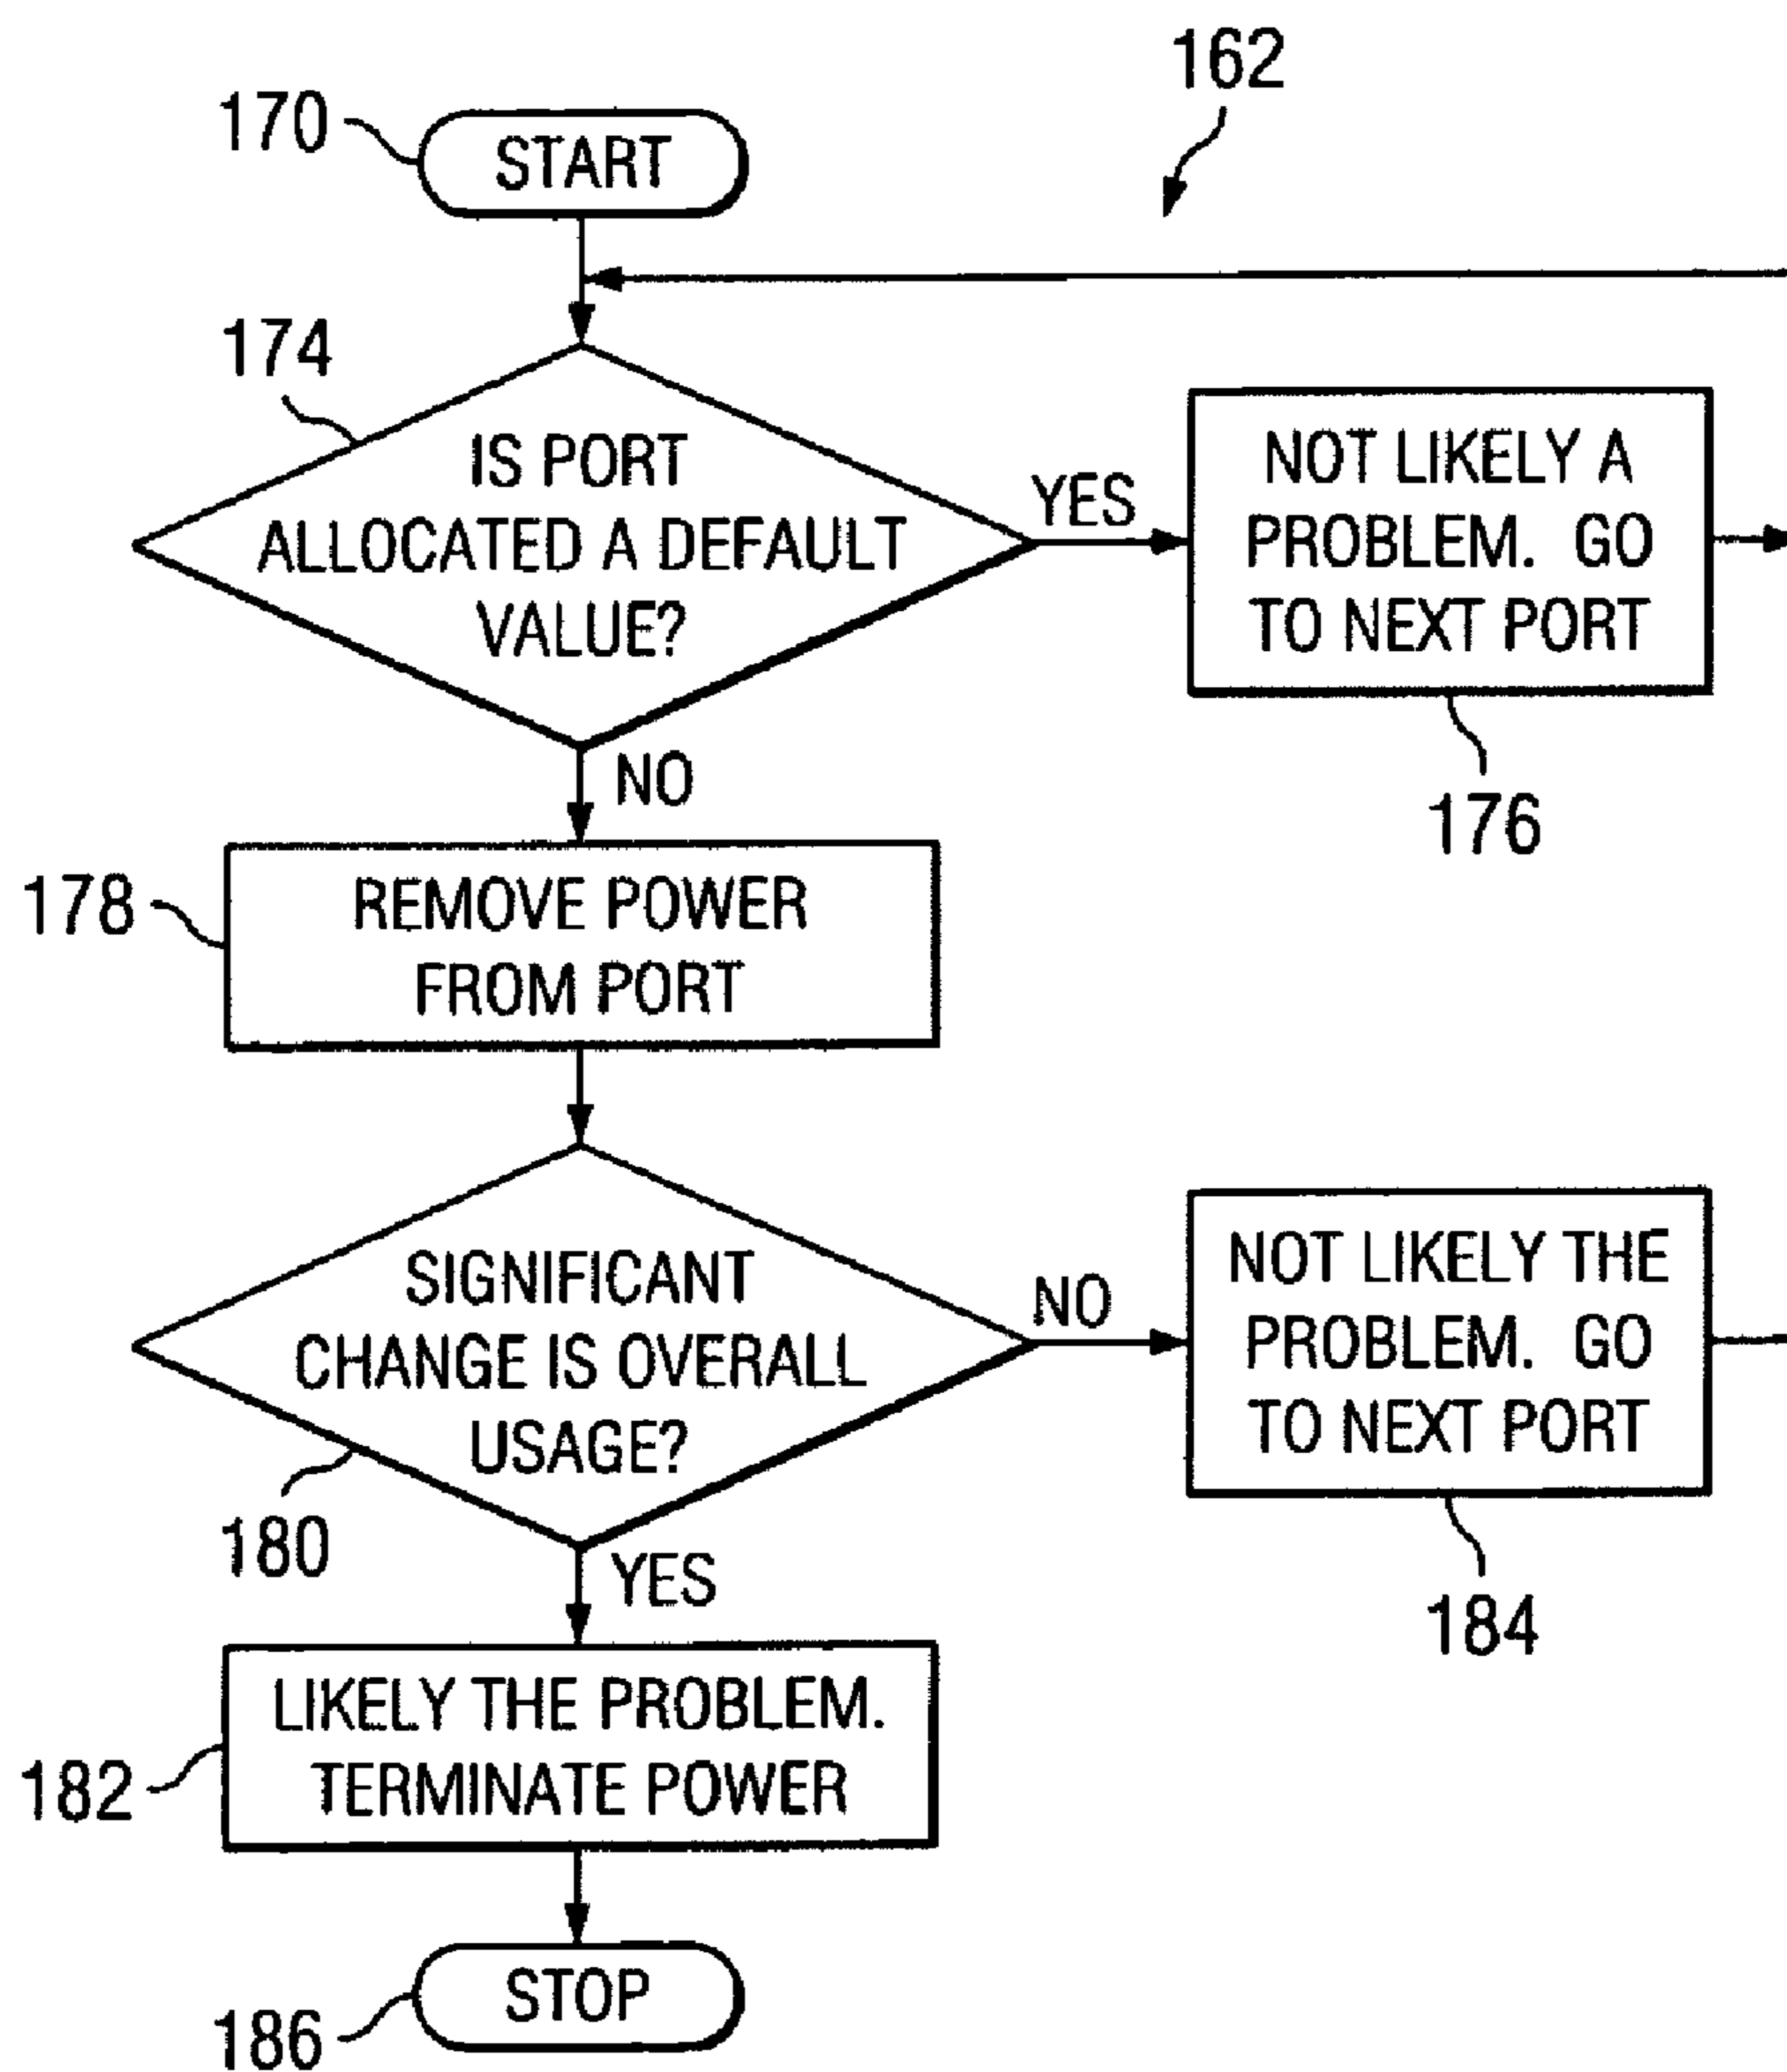 162
170
START
174
IS PORT
ALLOCATED A DEFAULT
VALUE?
YES
NOT LIKELY A
PROBLEM. GO
TO NEXT PORT
176
NO
178
REMOVE POWER
FROM PORT
SIGNIFICANT
CHANGE IS OVERALL
USAGE?
180
NO
NOT LIKELY THE
PROBLEM. GO
TO NEXT PORT
184
YES
182
LIKELY THE PROBLEM.
TERMINATE POWER
STOP
186